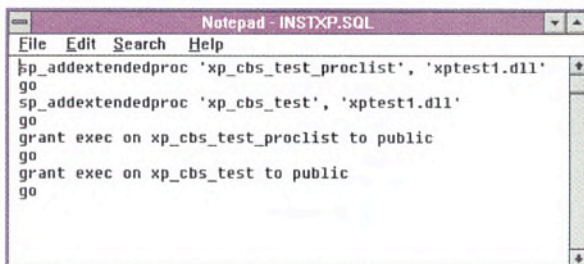 Notepad - INSTXP.SQL
File Edit Search Help
sp_addextendedproc 'xp_cbs_test_proclist', 'xptest1.dll'
go
sp_addextendedproc 'xp_cbs_test', 'xptest1.dll'
go
grant exec on xp_cbs_test_proclist to public
go
grant exec on xp_cbs_test to public
go